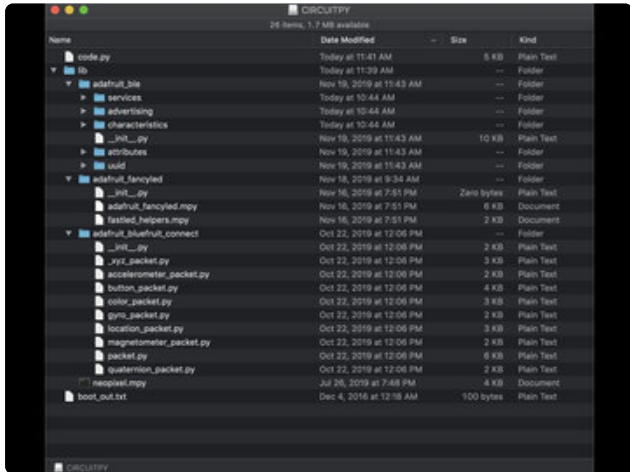 CIRCUITPY
26 items, 1.7 MB available
Name Date Modified Size Kind
code.py Today at 11:41 AM 5 KB Plain Text
lib Today at 11:39 AM -- Folder
adafruit_ble Nov 19, 2019 at 11:43 AM -- Folder
services Today at 10:44 AM -- Folder
advertising Today at 10:44 AM -- Folder
characteristics Today at 10:44 AM -- Folder
__init__.py Nov 19, 2019 at 11:43 AM 10 KB Plain Text
attributes Nov 19, 2019 at 11:43 AM -- Folder
uuid Nov 19, 2019 at 11:43 AM -- Folder
adafruit_fancyled Nov 18, 2019 at 9:34 AM -- Folder
__init__.py Nov 16, 2019 at 7:51 PM Zero bytes Plain Text
adafruit_fancyled.mpy Nov 16, 2019 at 7:51 PM 6 KB Document
fastled_helpers.mpy Nov 16, 2019 at 7:51 PM 2 KB Document
adafruit_bluefruit_connect Oct 22, 2019 at 12:06 PM -- Folder
__init__.py Oct 22, 2019 at 12:06 PM 2 KB Plain Text
_xyz_packet.py Oct 22, 2019 at 12:06 PM 3 KB Plain Text
accelerometer_packet.py Oct 22, 2019 at 12:06 PM 2 KB Plain Text
button_packet.py Oct 22, 2019 at 12:06 PM 4 KB Plain Text
color_packet.py Oct 22, 2019 at 12:06 PM 3 KB Plain Text
gyro_packet.py Oct 22, 2019 at 12:06 PM 2 KB Plain Text
location_packet.py Oct 22, 2019 at 12:06 PM 3 KB Plain Text
magnetometer_packet.py Oct 22, 2019 at 12:06 PM 2 KB Plain Text
packet.py Oct 22, 2019 at 12:06 PM 6 KB Plain Text
quaternion_packet.py Oct 22, 2019 at 12:06 PM 2 KB Plain Text
neopixel.mpy Jul 26, 2019 at 7:46 PM 4 KB Document
boot_out.txt Dec 4, 2016 at 12:18 AM 100 bytes Plain Text
CIRCUITPY